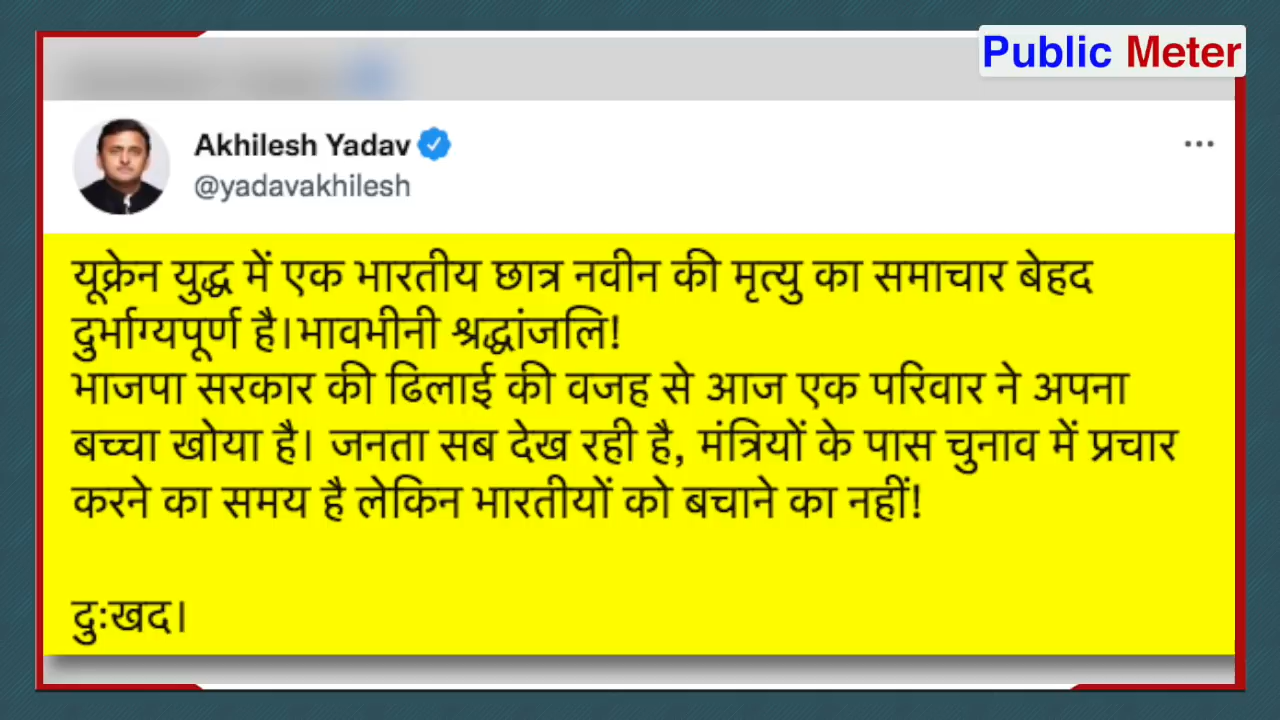 Public Meter
Akhilesh Yadav
@yadavakhilesh
यूक्रेन युद्ध में एक भारतीय छात्र नवीन की मृत्यु का समाचार बेहद
दुर्भाग्यपूर्ण है।भावभीनी श्रद्धांजलि!
भाजपा सरकार की ढिलाई की वजह से आज एक परिवार ने अपना
बच्चा खोया है। जनता सब देख रही है, मंत्रियों के पास चुनाव में प्रचार
करने का समय है लेकिन भारतीयों को बचाने का नहीं!
दुःखद।